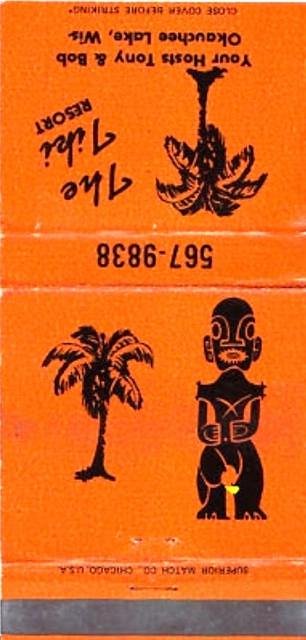 The
Tiki
RESORT
Your Hosts Tony & Bob
Okauchee Lake, Wis.
CLOSE COVER BEFORE STRIKING
567-9838
SUPERIOR MATCH CO., CHICAGO, U.S.A.